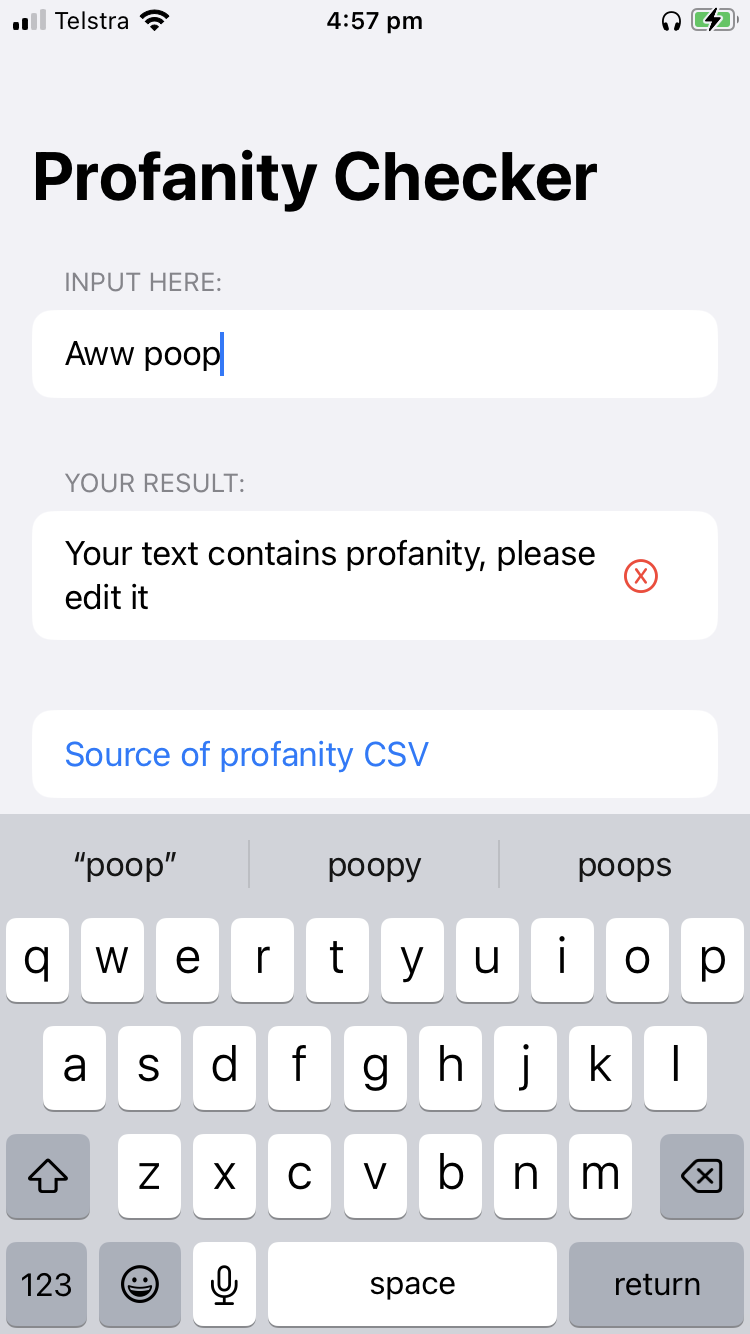 Telstra 4:57 pm
Profanity Checker
INPUT HERE:
Aww poop
YOUR RESULT:
Your text contains profanity, please
edit it
Source of profanity CSV
“poop” poopy poops
q w e r t y u i o p
a s d f g h j k l
z x c v b n m
123 space return